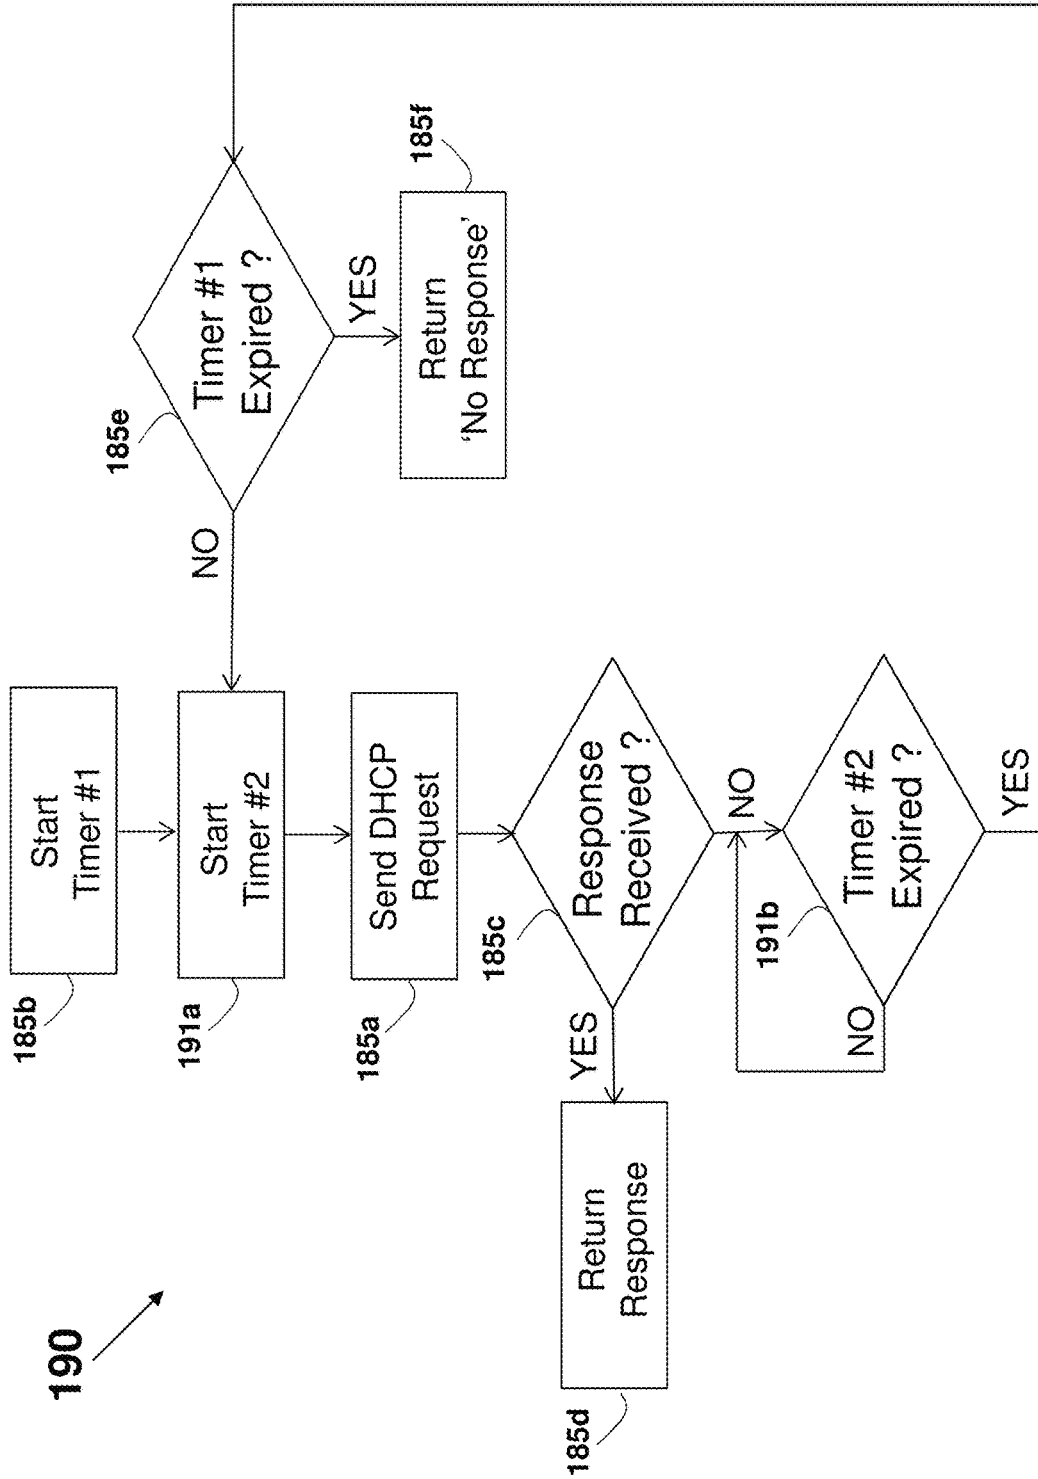 190
185b
Start
Timer #1
191a
Start
Timer #2
185a
Send DHCP
Request
185c
Response
Received ?
YES
NO
185d
Return
Response
191b
Timer #2
Expired ?
NO
YES
185e
Timer #1
Expired ?
NO
YES
185f
Return
'No Response'